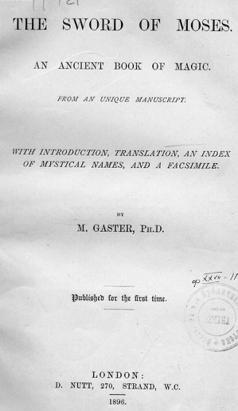 THE SWORD OF MOSES.
AN ANCIENT BOOK OF MAGIC.
FROM AN UNIQUE MANUSCRIPT.
WITH INTRODUCTION, TRANSLATION, AN INDEX
OF MYSTICAL NAMES, AND A FACSIMILE.
BY
M. GASTER, PH.D.
Published for the first time.
LONDON:
D. NUTT, 270, STRAND, W.C.
1896.